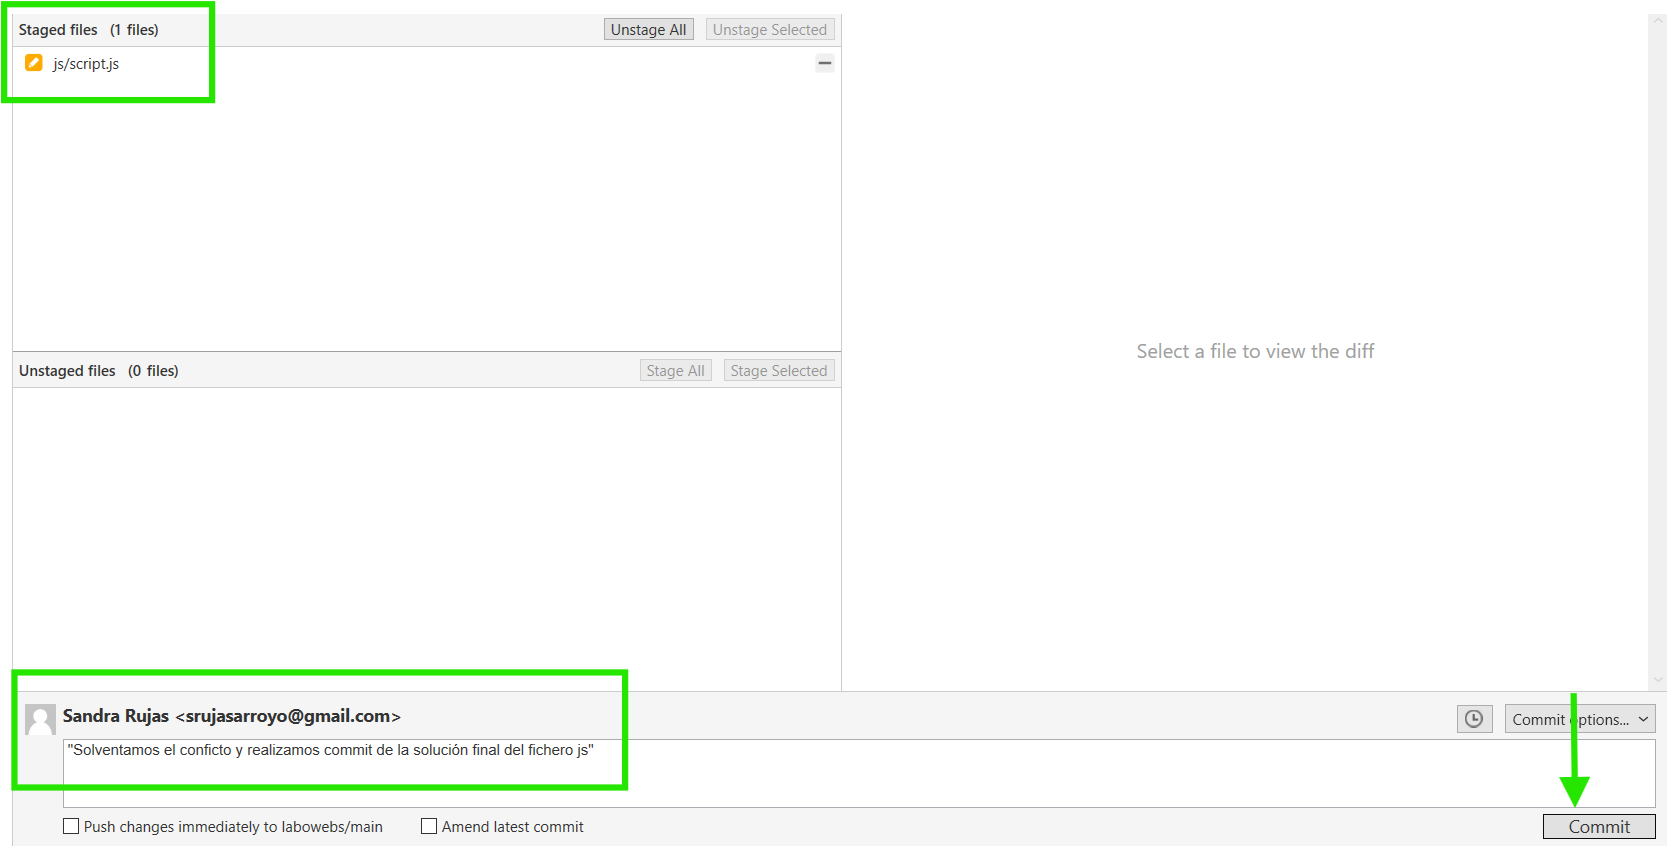 Staged files (1 files)
Unstage All
Unstage Selected
js/script.js
Select a file to view the diff
Unstaged files (0 files)
Stage All
Stage Selected
Sandra Rujas <srujasarroyo@gmail.com>
Commit options...
"Solventamos el conficto y realizamos commit de la solución final del fichero js"
Push changes immediately to labowebs/main
Amend latest commit
Commit